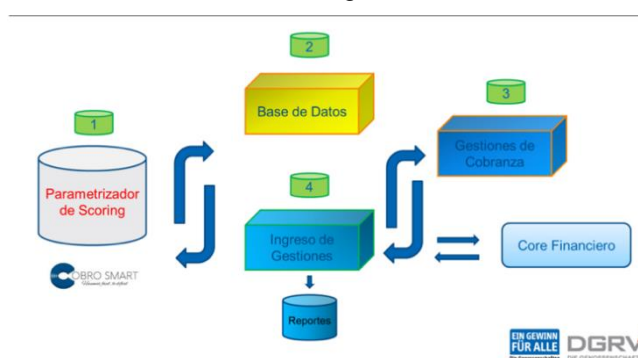 1
Parametrizador
de Scoring
COBRO SMART
2
Base de Datos
3
Gestiones de
Cobranza
4
Ingreso de
Gestiones
Reportes
Core Financiero
EIN GEWINN
FÜR ALLE
DGRV